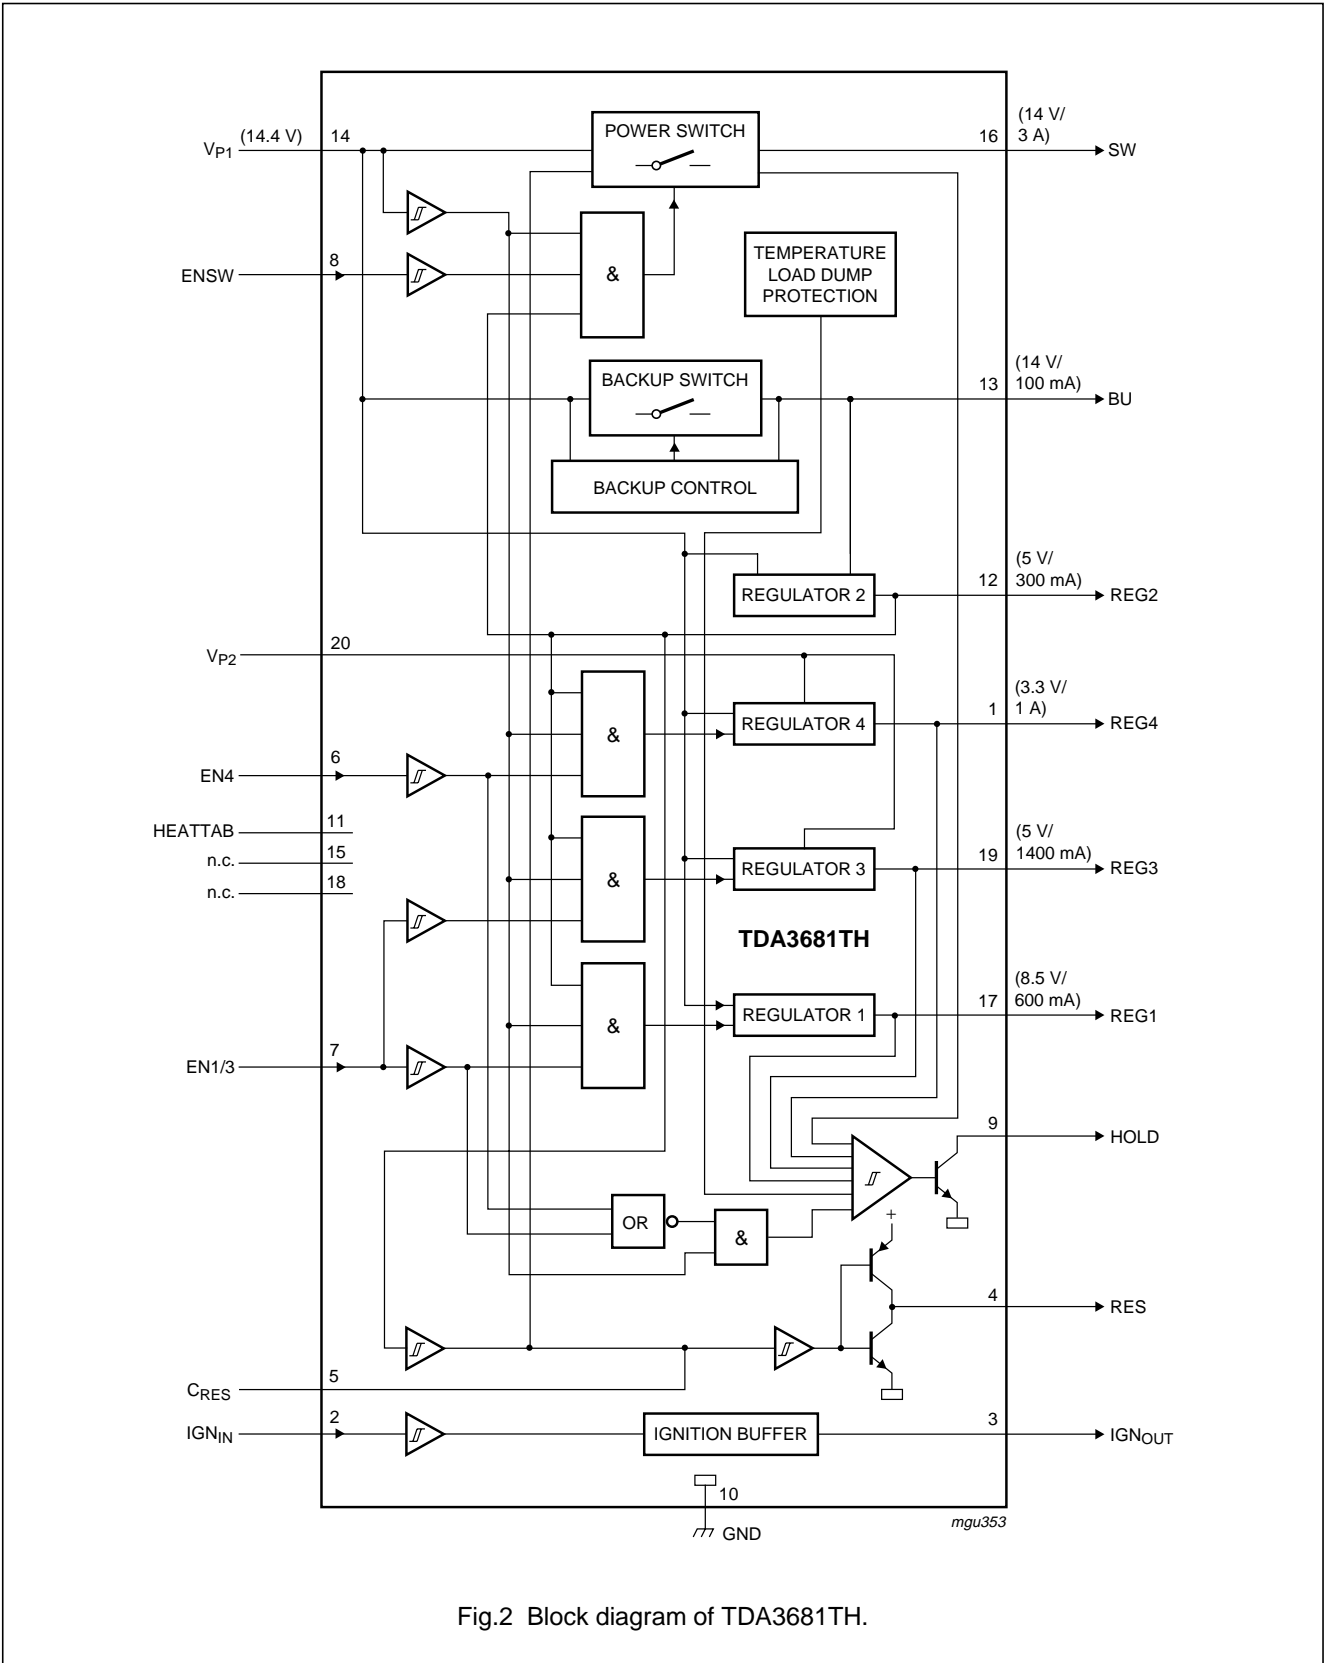 (14 V/
(14.4 V) 14 POWER SWITCH 16 3 A)
VP1 SW
8
ENSW &
TEMPERATURE
LOAD DUMP
PROTECTION
(14 V/
BACKUP SWITCH 13 100 mA)
BU
BACKUP CONTROL
(5 V/
12 300 mA)
REGULATOR 2 REG2
20
VP2
(3.3 V/
1 1 A)
& REGULATOR 4 REG4
6
EN4
11
HEATTAB
15
n.c.
18
n.c.
(5 V/
19 1400 mA)
& REGULATOR 3 REG3
TDA3681TH
(8.5 V/
17 600 mA)
& REGULATOR 1 REG1
7
EN1/3
9
HOLD
OR &
+
4
RES
5
CRES
2 3
IGNIN IGNITION BUFFER IGNOUT
10
GND
mgu353
Fig.2 Block diagram of TDA3681TH.